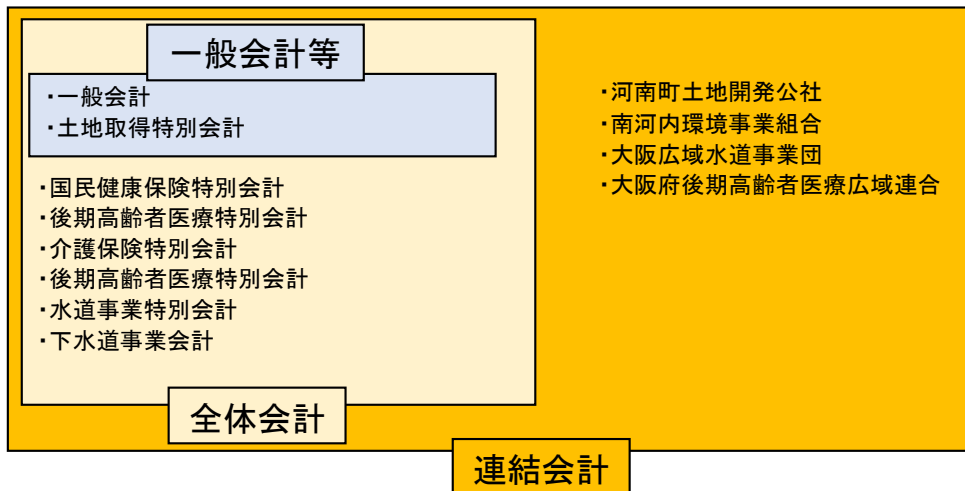 一般会計等
・一般会計
・土地取得特別会計
・国民健康保険特別会計
・後期高齢者医療特別会計
・介護保険特別会計
・後期高齢者医療特別会計
・水道事業特別会計
・下水道事業会計
全体会計
・河南町土地開発公社
・南河内環境事業組合
・大阪広域水道事業団
・大阪府後期高齢者医療広域連合
連結会計